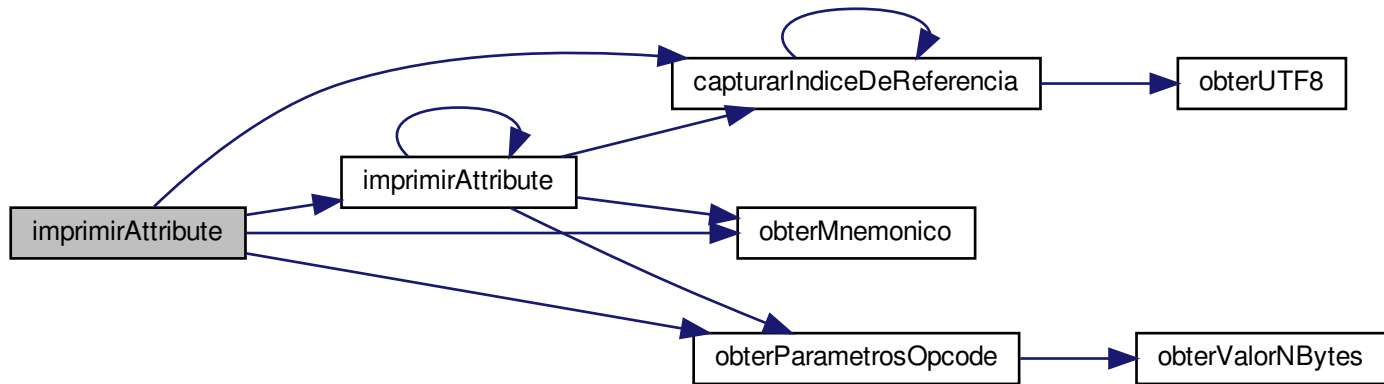 capturarIndiceDeReferencia
obterUTF8
imprimirAttribute
imprimirAttribute
obterMnemonico
obterParametrosOpcode
obterValorNBytes